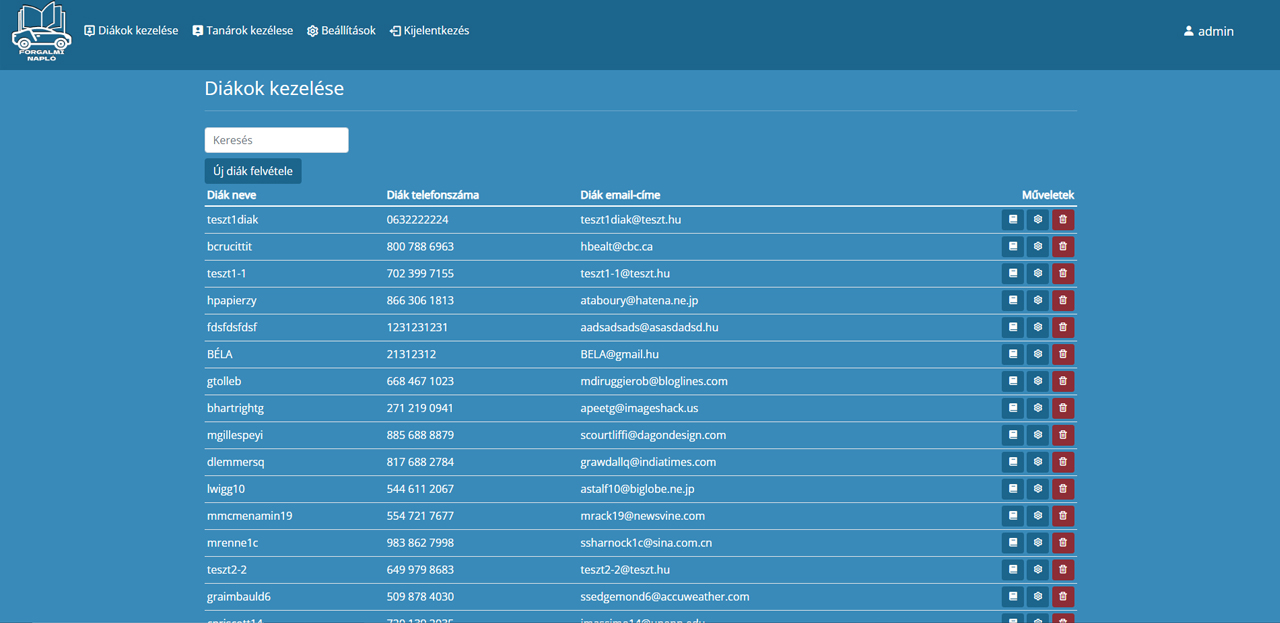 FORGALMI
NAPLÓ
Diákok kezelése Tanárok kezélese Beállítások Kijelentkezés admin
Diákok kezelése
Keresés
Új diák felvétele
Diák neve Diák telefonszáma Diák email-címe Műveletek
teszt1diak 0632222224 teszt1diak@teszt.hu
bcrucittit 800 788 6963 hbealt@cbc.ca
teszt1-1 702 399 7155 teszt1-1@teszt.hu
hpapierzy 866 306 1813 ataboury@hatena.ne.jp
fdsfdsfdsf 1231231231 aadsadsads@asasdadsd.hu
BÉLA 21312312 BELA@gmail.hu
gtolleb 668 467 1023 mdiruggierob@bloglines.com
bhartrightg 271 219 0941 apeetg@imageshack.us
mgillespeyi 885 688 8879 scourtliffi@dagondesign.com
dlemmersq 817 688 2784 grawdallq@indiatimes.com
lwigg10 544 611 2067 astalf10@biglobe.ne.jp
mmcmenamin19 554 721 7677 mrack19@newsvine.com
mrenne1c 983 862 7998 ssharnock1c@sina.com.cn
teszt2-2 649 979 8683 teszt2-2@teszt.hu
graimbauld6 509 878 4030 ssedgemond6@accuweather.com